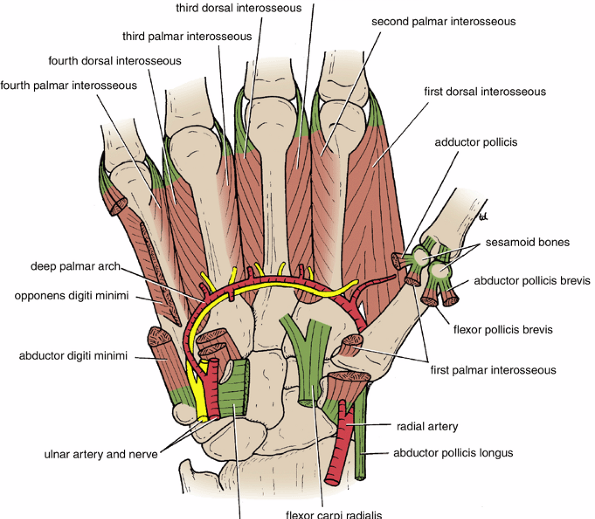 third dorsal interosseous
second palmar interosseous
third palmar interosseous
fourth dorsal interosseous
fourth palmar interosseous
first dorsal interosseous
adductor pollicis
sesamoid bones
deep palmar arch
abductor pollicis brevis
opponens digiti minimi
flexor pollicis brevis
abductor digiti minimi
first palmar interosseous
radial artery
ulnar artery and nerve
abductor pollicis longus
flexor carpi radialis